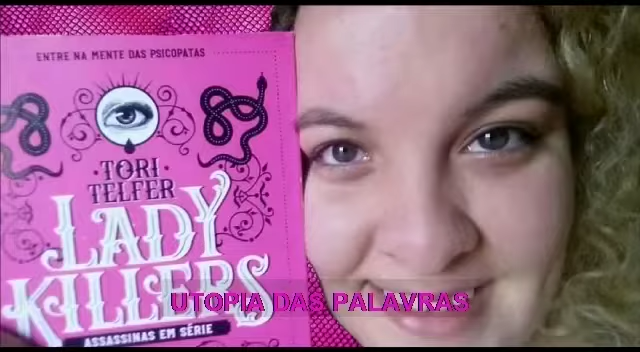 ENTRE NA MENTE DAS PSICOPATAS
TORI
TELFER
LADY
KILLERS
ASSASSINAS EM SÉRIE
UTOPIA DAS PALAVRAS